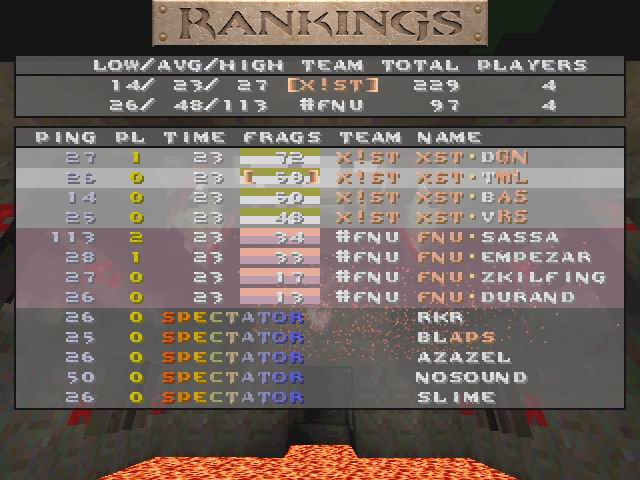 RANKINGS
LOW/AVG/HIGH TEAM TOTAL PLAYERS
14/ 23/ 27 [X!ST] 229 4
26/ 48/113 #FNU 97 4
PING PL TIME FRAGS TEAM NAME
27 1 23 72 X!ST XST·DGN
26 0 23 [ 58] X!ST XST·TML
14 0 23 50 X!ST XST·BAS
25 0 23 48 X!ST XST·VRS
113 2 23 34 #FNU FNU·SASSA
28 1 23 33 #FNU FNU·EMPEZAR
27 0 23 17 #FNU FNU·ZKILFING
26 0 23 13 #FNU FNU·DURAND
26 0 SPECTATOR RKR
25 0 SPECTATOR BLAPS
26 0 SPECTATOR AZAZEL
50 0 SPECTATOR NOSOUND
26 0 SPECTATOR SLIME